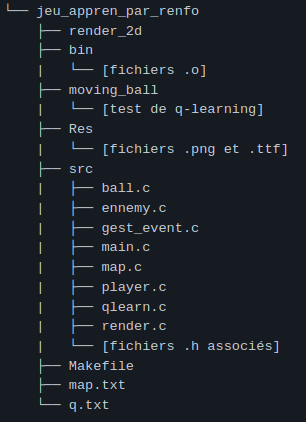 └── jeu_appren_par_renfo
├── render_2d
├── bin
|   └── [fichiers .o]
├── moving_ball
│   └── [test de q-learning]
├── Res
|   └── [fichiers .png et .ttf]
├── src
|   ├── ball.c
|   ├── ennemy.c
|   ├── gest_event.c
|   ├── main.c
|   ├── map.c
|   ├── player.c
|   ├── qlearn.c
|   ├── render.c
|   └── [fichiers .h associés]
├── Makefile
├── map.txt
└── q.txt